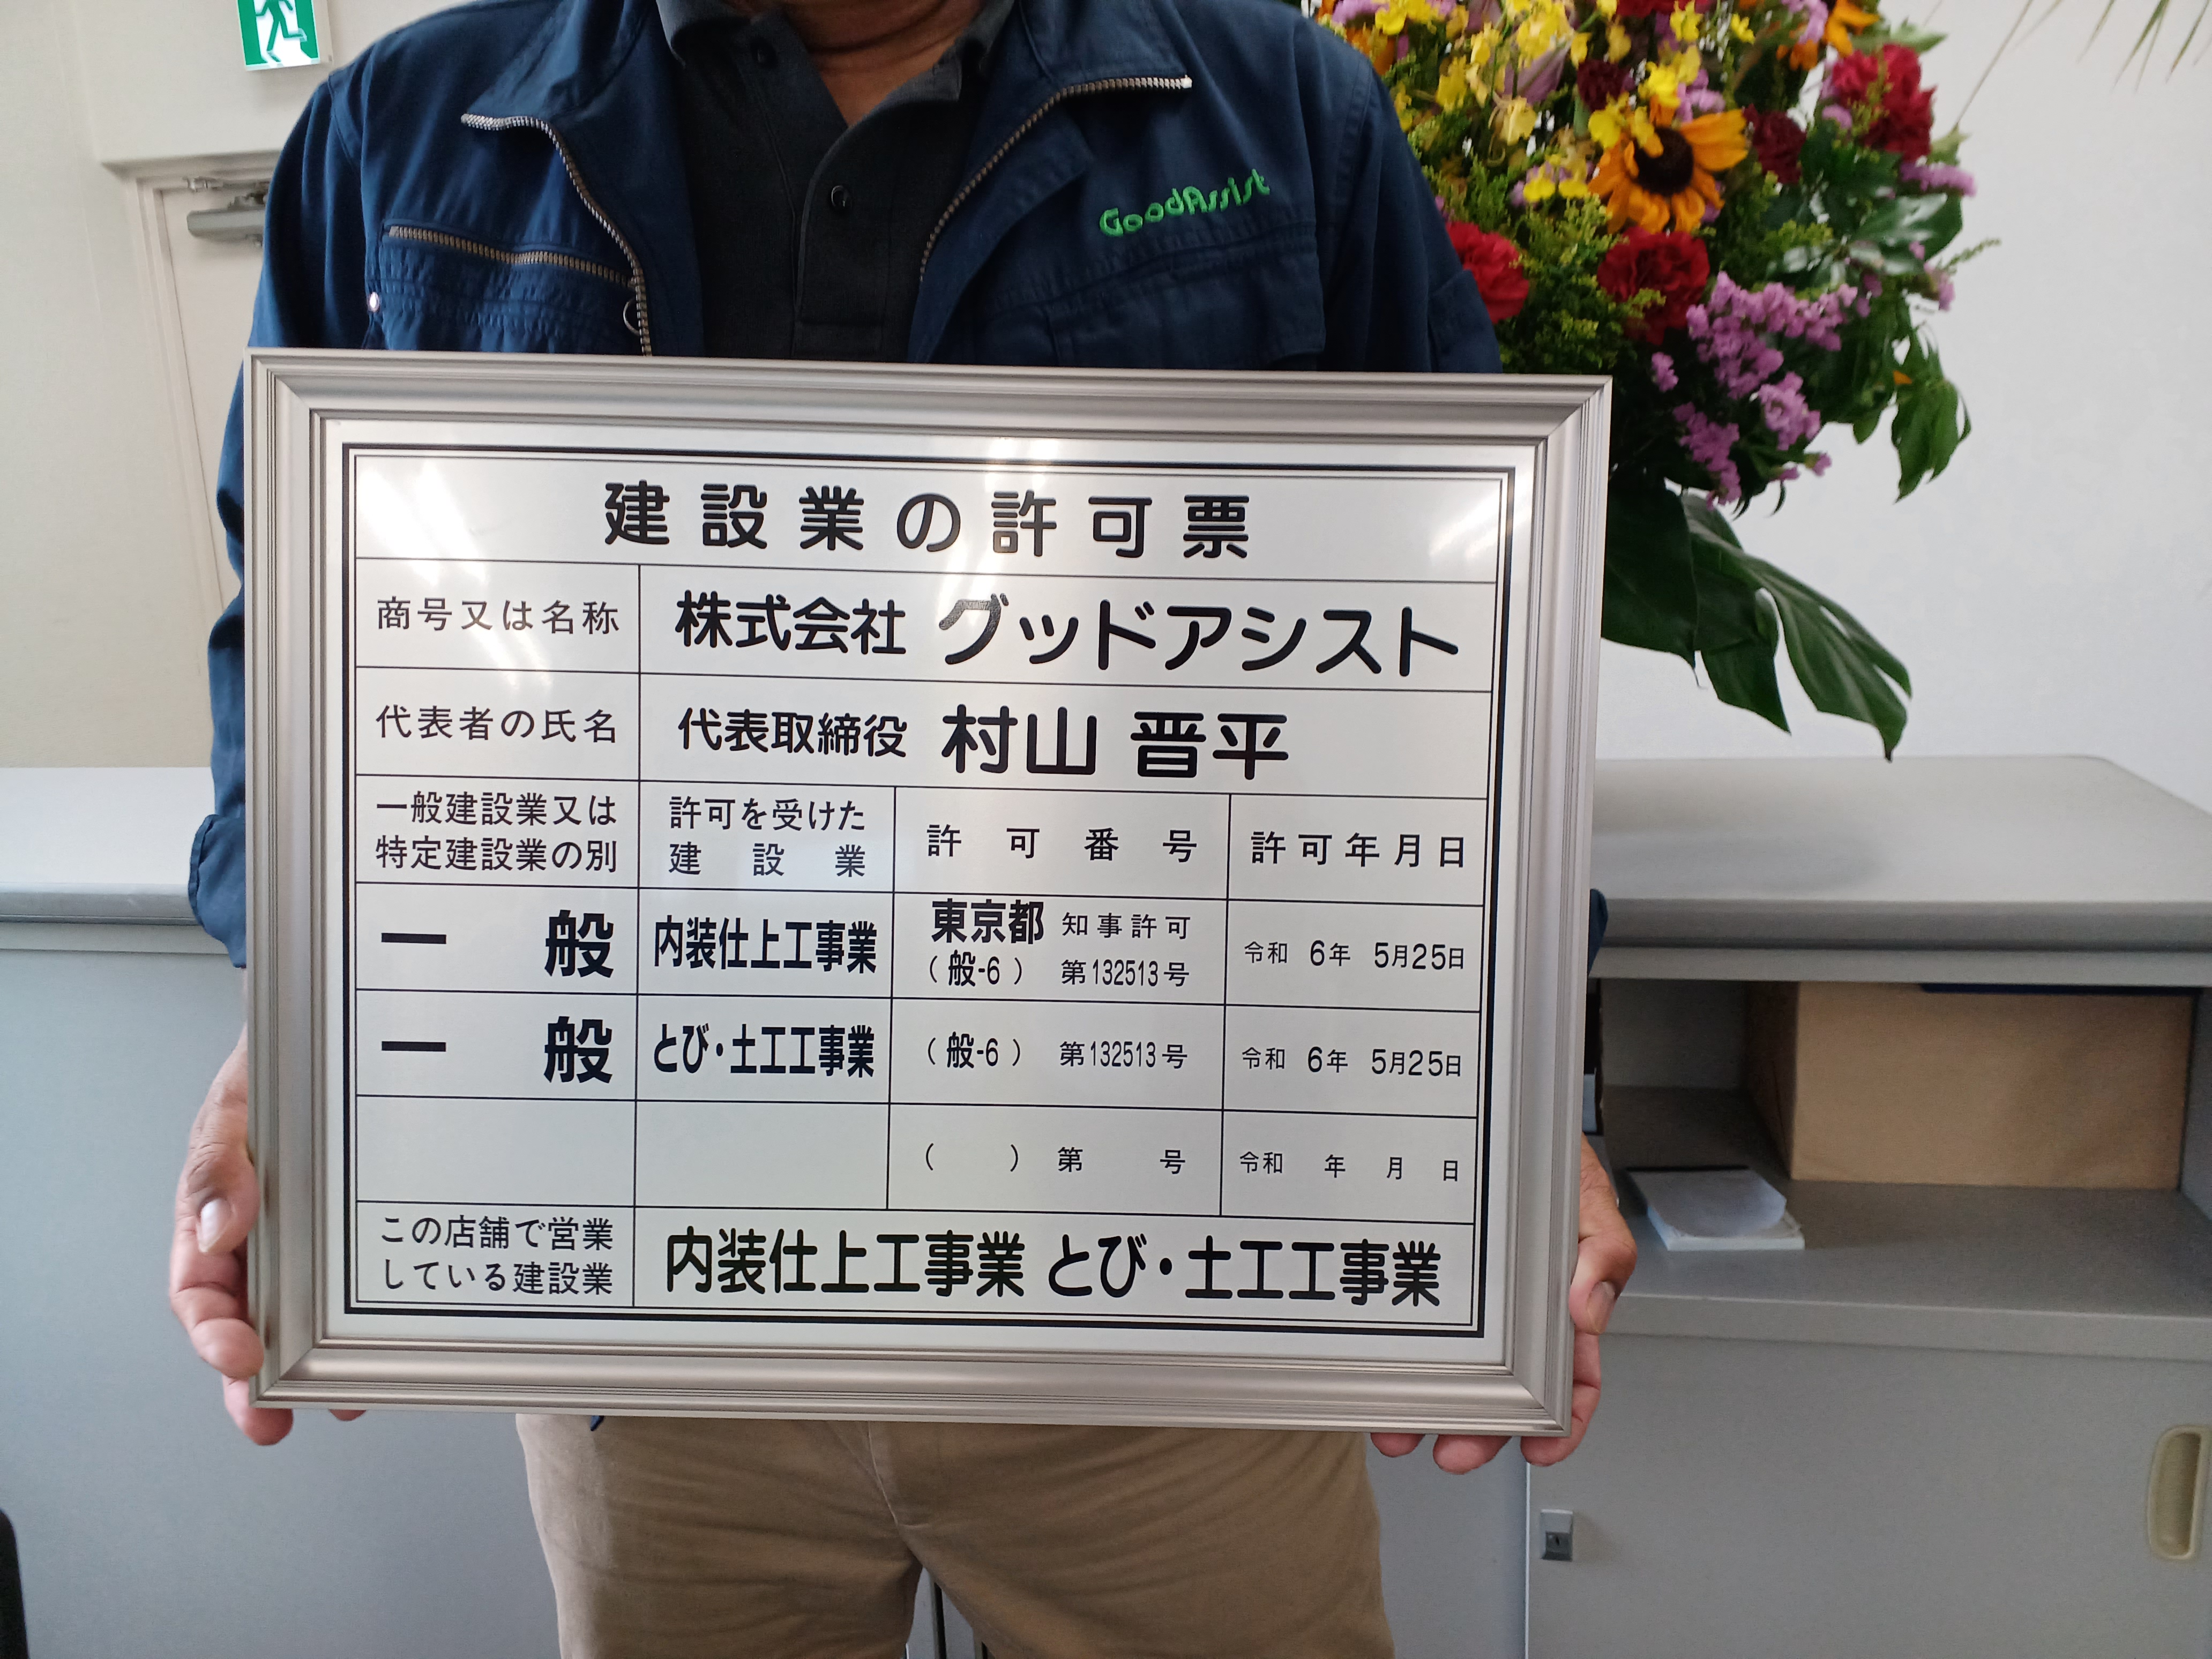 GoodAssist
建設業の許可票
商号又は名称 株式会社 グッドアシスト
代表者の氏名 代表取締役 村山 晋平
一般建設業又は
特定建設業の別
許可を受けた
建設業
許可番号
許可年月日
一般 内装仕上工事業
東京都 知事許可
(般-6) 第132513号
令和 6年 5月25日
一般 とび・土工工事業 (般-6) 第132513号 令和 6年 5月25日
( ) 第 号 令和 年 月 日
この店舗で営業
している建設業
内装仕上工事業 とび・土工工事業